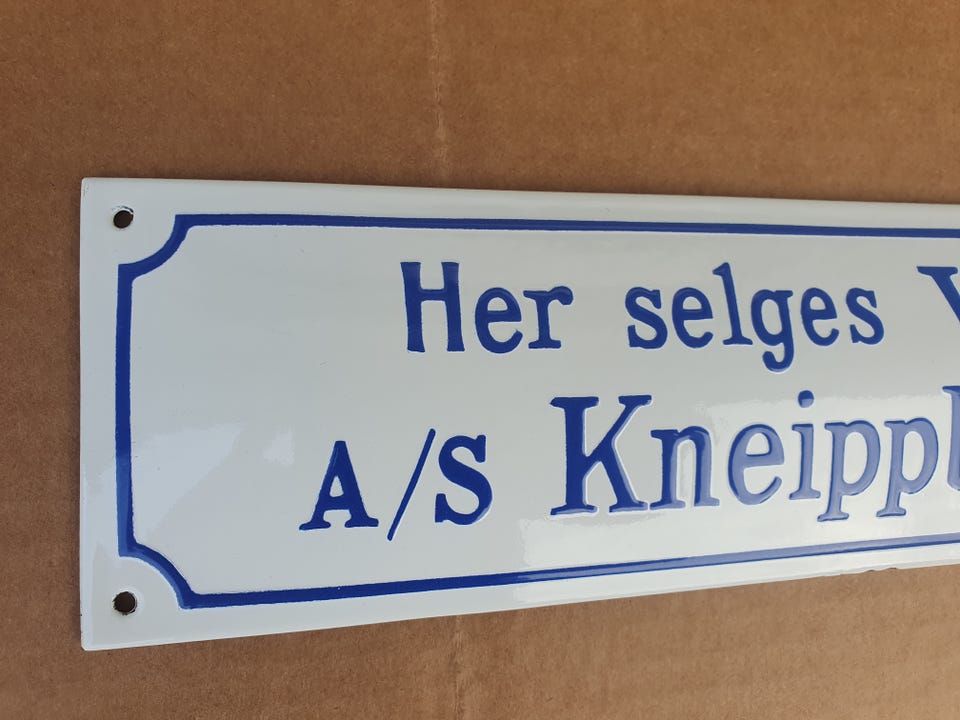 Her selges
A/S Kneipp